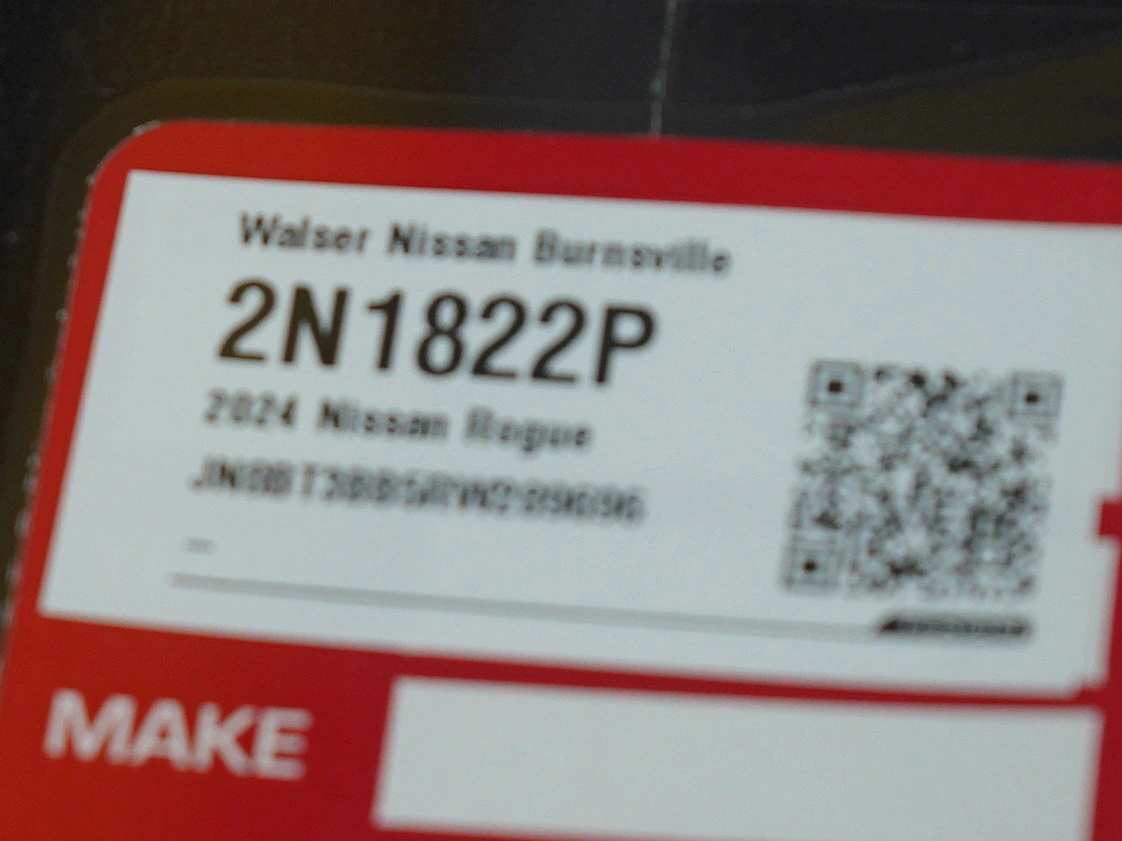 Walser Nissan Burnsville
2N1822P
2024 Nissan Rogue
MAKE